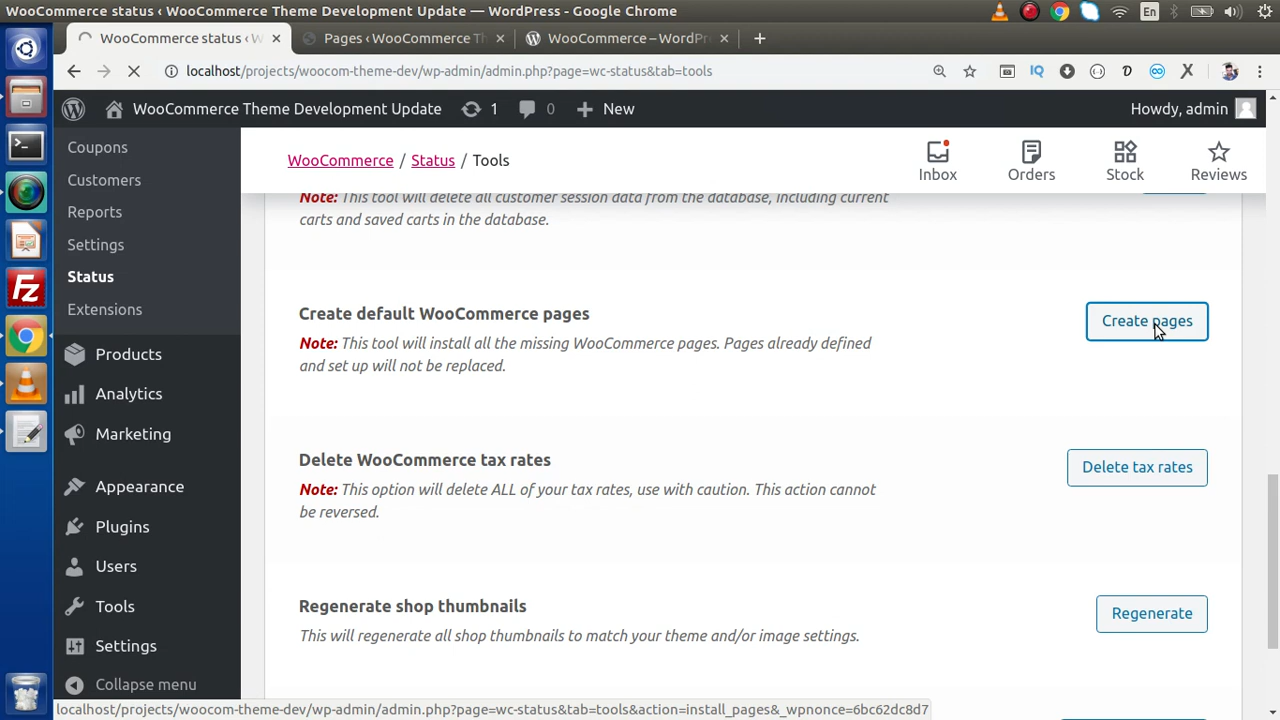 WooCommerce status ‹ WooCommerce Theme Development Update — WordPress - Google Chrome
En
WooCommerce status ‹ W
Pages ‹ WooCommerce Th
WooCommerce – WordPr
localhost/projects/woocom-theme-dev/wp-admin/admin.php?page=wc-status&tab=tools
WooCommerce Theme Development Update
1
0
New
Howdy, admin
Coupons
Customers
Reports
Settings
Status
Extensions
Products
Analytics
Marketing
Appearance
Plugins
Users
Tools
Settings
Collapse menu
WooCommerce / Status / Tools
Inbox
Orders
Stock
Reviews
Note: This tool will delete all customer session data from the database, including current
carts and saved carts in the database.
Create default WooCommerce pages
Note: This tool will install all the missing WooCommerce pages. Pages already defined
and set up will not be replaced.
Create pages
Delete WooCommerce tax rates
Note: This option will delete ALL of your tax rates, use with caution. This action cannot
be reversed.
Delete tax rates
Regenerate shop thumbnails
This will regenerate all shop thumbnails to match your theme and/or image settings.
Regenerate
localhost/projects/woocom-theme-dev/wp-admin/admin.php?page=wc-status&tab=tools&action=install_pages&_wpnonce=6bc62dc8d7